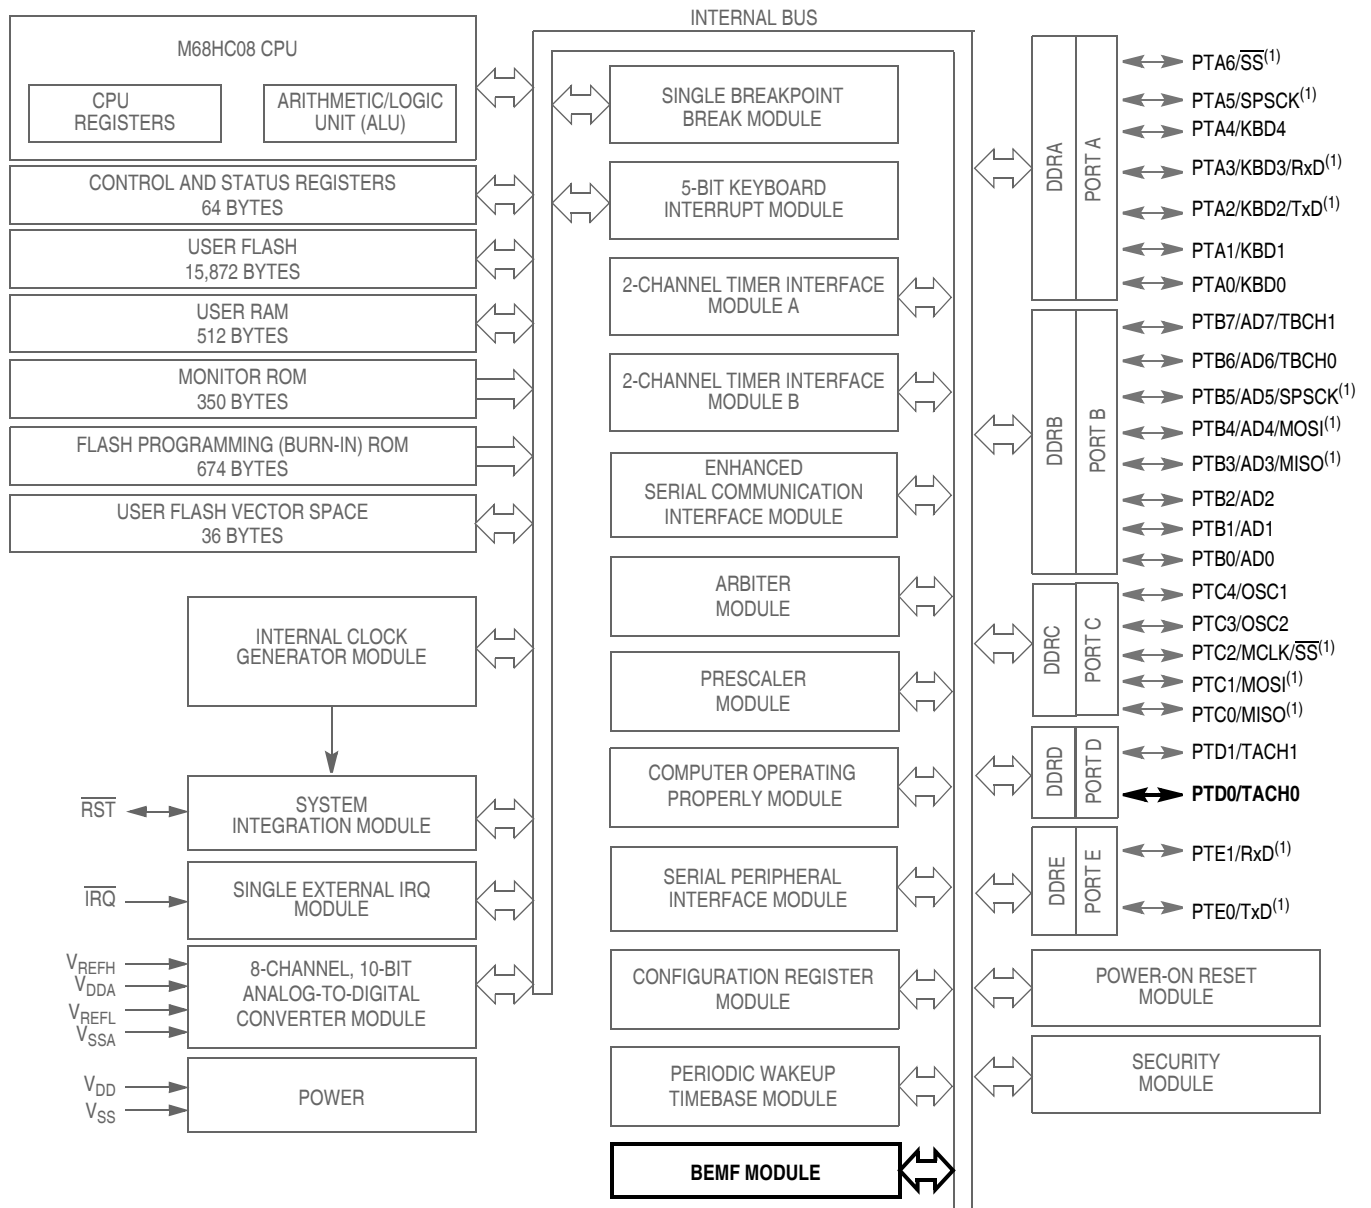 INTERNAL BUS
M68HC08 CPU
CPU
REGISTERS
ARITHMETIC/LOGIC
UNIT (ALU)
CONTROL AND STATUS REGISTERS
64 BYTES
USER FLASH
15,872 BYTES
USER RAM
512 BYTES
MONITOR ROM
350 BYTES
FLASH PROGRAMMING (BURN-IN) ROM
674 BYTES
USER FLASH VECTOR SPACE
36 BYTES
INTERNAL CLOCK
GENERATOR MODULE
RST
SYSTEM
INTEGRATION MODULE
IRQ
SINGLE EXTERNAL IRQ
MODULE
VREFH
VDDA
VREFL
VSSA
8-CHANNEL, 10-BIT
ANALOG-TO-DIGITAL
CONVERTER MODULE
VDD
VSS
POWER
SINGLE BREAKPOINT
BREAK MODULE
5-BIT KEYBOARD
INTERRUPT MODULE
2-CHANNEL TIMER INTERFACE
MODULE A
2-CHANNEL TIMER INTERFACE
MODULE B
ENHANCED
SERIAL COMMUNICATION
INTERFACE MODULE
ARBITER
MODULE
PRESCALER
MODULE
COMPUTER OPERATING
PROPERLY MODULE
SERIAL PERIPHERAL
INTERFACE MODULE
CONFIGURATION REGISTER
MODULE
PERIODIC WAKEUP
TIMEBASE MODULE
BEMF MODULE
DDRA
PORT A
PTA6/SS(1)
PTA5/SPSCK(1)
PTA4/KBD4
PTA3/KBD3/RxD(1)
PTA2/KBD2/TxD(1)
PTA1/KBD1
PTA0/KBD0
DDRB
PORT B
PTB7/AD7/TBCH1
PTB6/AD6/TBCH0
PTB5/AD5/SPSCK(1)
PTB4/AD4/MOSI(1)
PTB3/AD3/MISO(1)
PTB2/AD2
PTB1/AD1
PTB0/AD0
DDRC
PORT C
PTC4/OSC1
PTC3/OSC2
PTC2/MCLK/SS(1)
PTC1/MOSI(1)
PTC0/MISO(1)
DDRD
PORT D
PTD1/TACH1
PTD0/TACH0
DDRE
PORT E
PTE1/RxD(1)
PTE0/TxD(1)
POWER-ON RESET
MODULE
SECURITY
MODULE